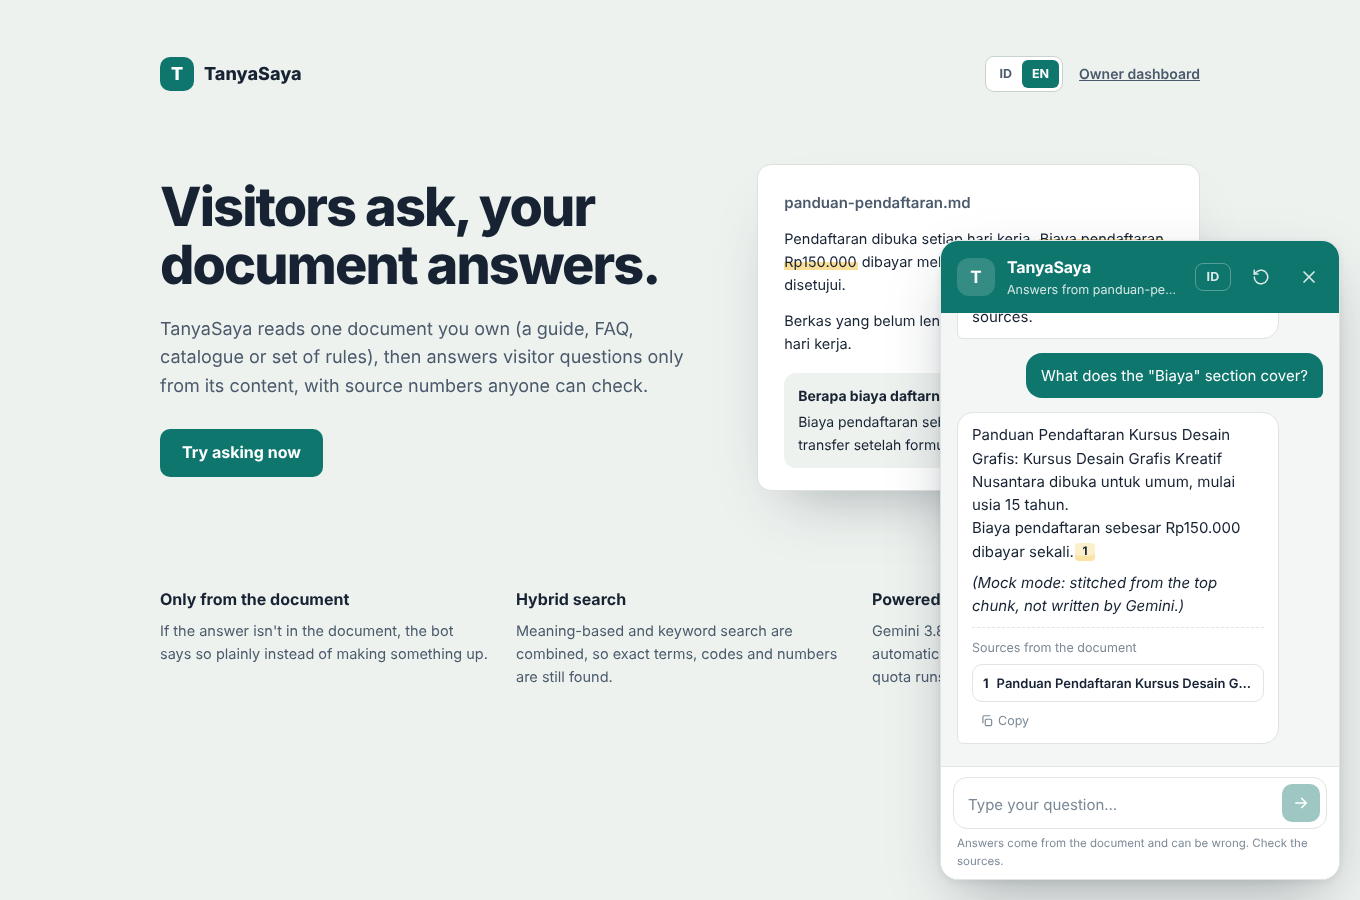 T TanyaSaya
ID EN Owner dashboard
Visitors ask, your
document answers.
TanyaSaya reads one document you own (a guide, FAQ,
catalogue or set of rules), then answers visitor questions only
from its content, with source numbers anyone can check.
Try asking now
panduan-pendaftaran.md
Pendaftaran dibuka setiap hari kerja. Biaya pendaftaran
Rp150.000 dibayar mel
disetujui.
Berkas yang belum len
hari kerja.
Berapa biaya daftarn
Biaya pendaftaran seb
transfer setelah formu
Only from the document
If the answer isn't in the document, the bot
says so plainly instead of making something up.
Hybrid search
Meaning-based and keyword search are
combined, so exact terms, codes and numbers
are still found.
Powered
Gemini 3.
automatic
quota runs
T TanyaSaya
Answers from panduan-pe...
ID
sources.
What does the "Biaya" section cover?
Panduan Pendaftaran Kursus Desain
Grafis: Kursus Desain Grafis Kreatif
Nusantara dibuka untuk umum, mulai
usia 15 tahun.
Biaya pendaftaran sebesar Rp150.000
dibayar sekali. 1
(Mock mode: stitched from the top
chunk, not written by Gemini.)
Sources from the document
1 Panduan Pendaftaran Kursus Desain G...
Copy
Type your question...
Answers come from the document and can be wrong. Check the
sources.